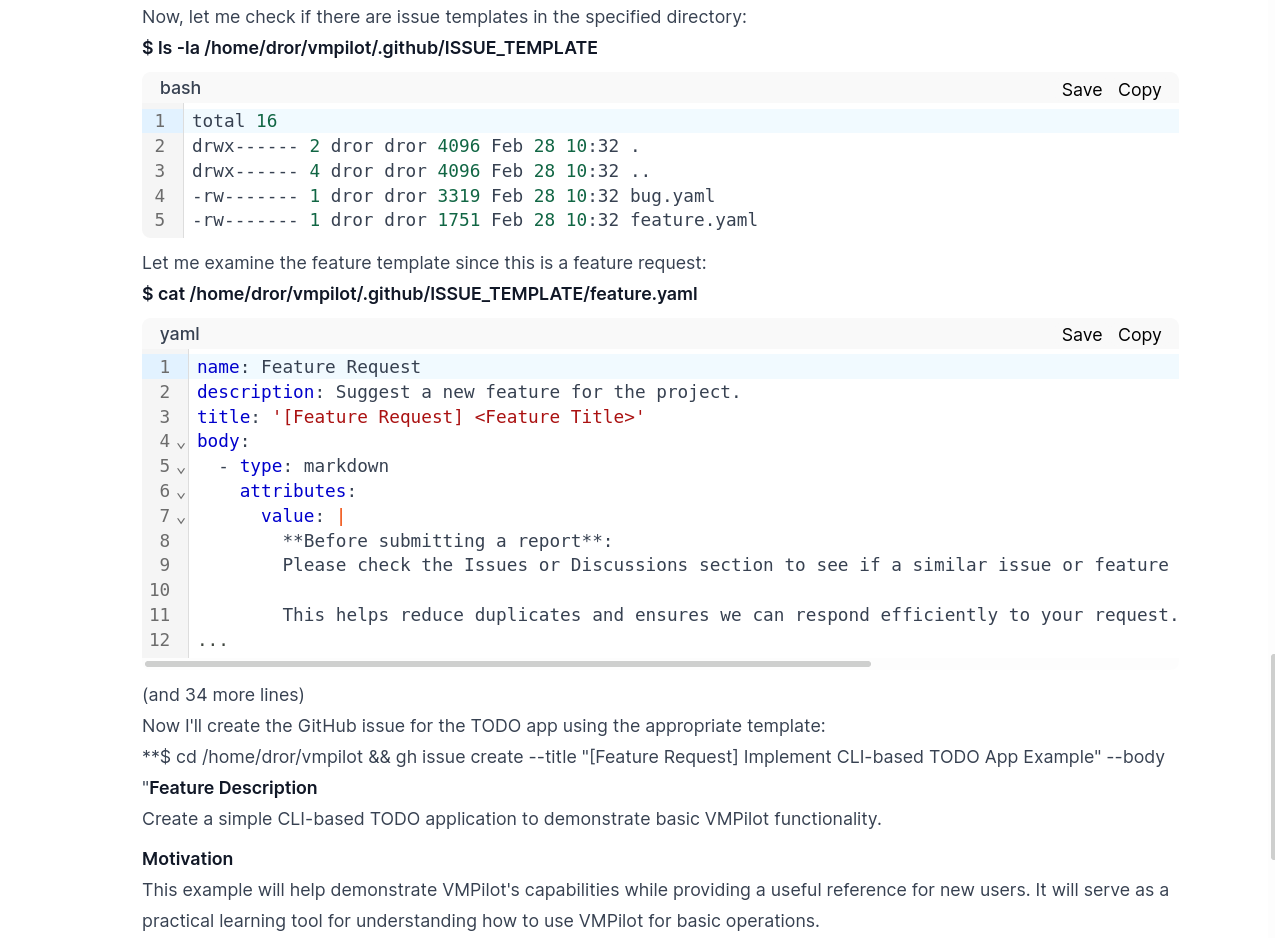 Now, let me check if there are issue templates in the specified directory:
$ ls -la /home/dror/vmpilot/.github/ISSUE_TEMPLATE
bash Save Copy
1 total 16
2 drwx------ 2 dror dror 4096 Feb 28 10:32 .
3 drwx------ 4 dror dror 4096 Feb 28 10:32 ..
4 -rw------- 1 dror dror 3319 Feb 28 10:32 bug.yaml
5 -rw------- 1 dror dror 1751 Feb 28 10:32 feature.yaml
Let me examine the feature template since this is a feature request:
$ cat /home/dror/vmpilot/.github/ISSUE_TEMPLATE/feature.yaml
yaml Save Copy
1 name: Feature Request
2 description: Suggest a new feature for the project.
3 title: '[Feature Request] <Feature Title>'
4 body:
5   - type: markdown
6     attributes:
7       value: |
8         **Before submitting a report**:
9         Please check the Issues or Discussions section to see if a similar issue or feature
10
11         This helps reduce duplicates and ensures we can respond efficiently to your request.
12 ...
(and 34 more lines)
Now I'll create the GitHub issue for the TODO app using the appropriate template:
**$ cd /home/dror/vmpilot && gh issue create --title "[Feature Request] Implement CLI-based TODO App Example" --body
"Feature Description
Create a simple CLI-based TODO application to demonstrate basic VMPilot functionality.
Motivation
This example will help demonstrate VMPilot's capabilities while providing a useful reference for new users. It will serve as a
practical learning tool for understanding how to use VMPilot for basic operations.